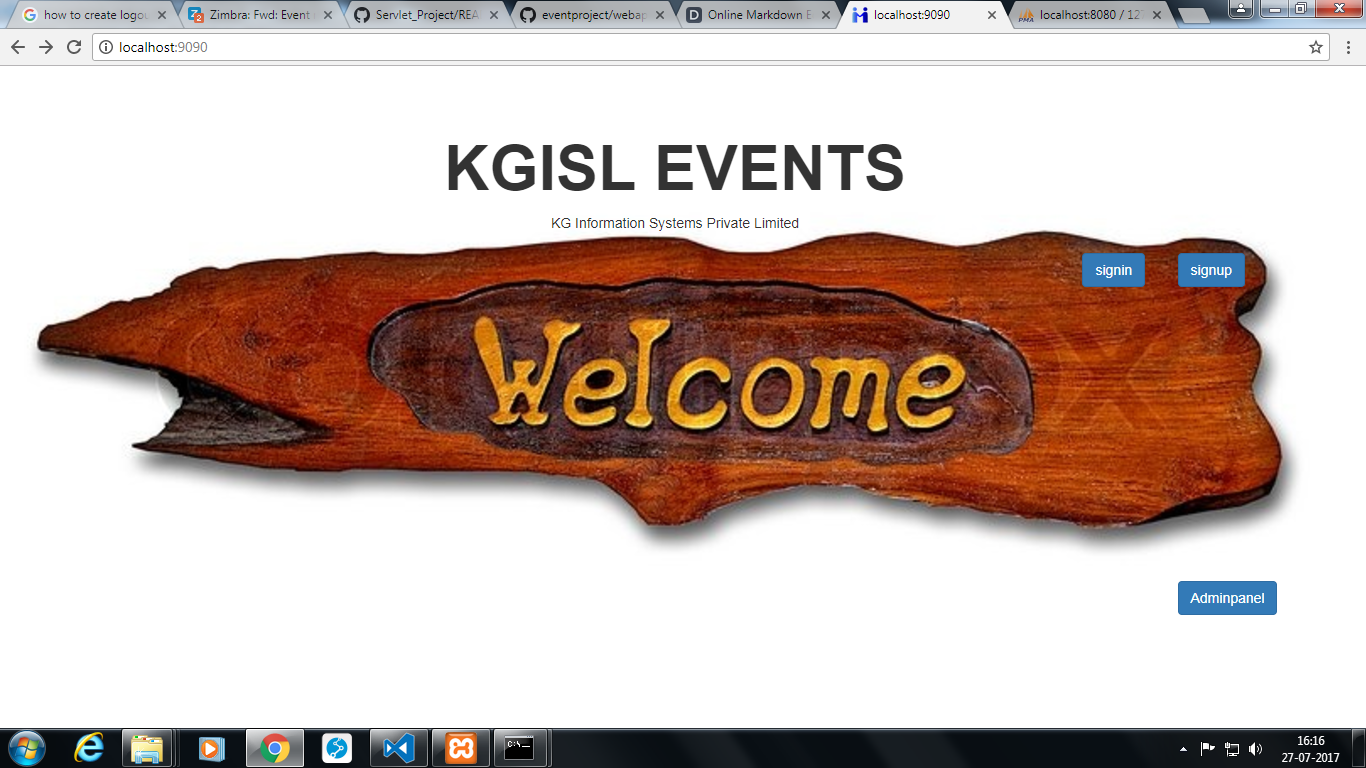 how to create logou
Zimbra: Fwd: Event
Servlet_Project/REA
eventproject/webap
Online Markdown E
localhost:9090
localhost:8080 / 127
localhost:9090
KGISL EVENTS
KG Information Systems Private Limited
signin
signup
Welcome
Adminpanel
16:16
27-07-2017